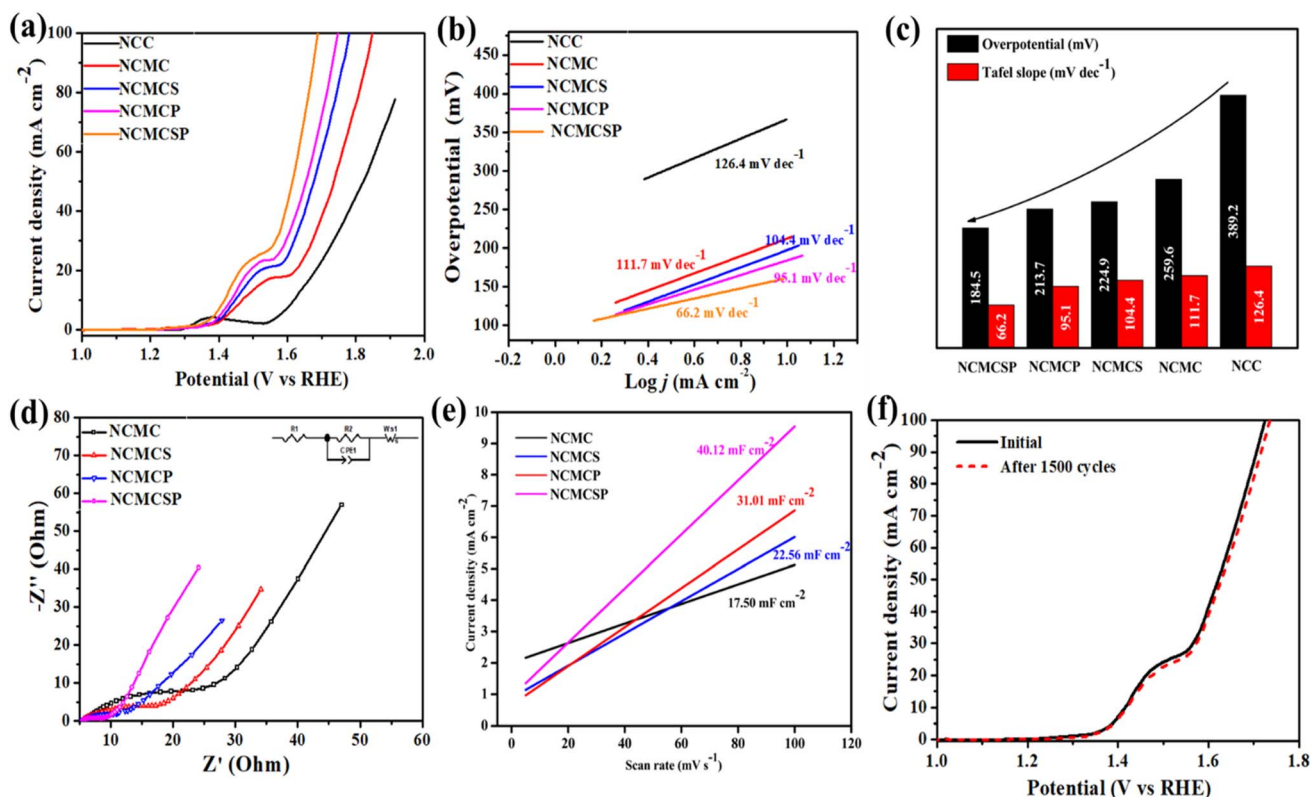 (a)
NCC
NCMC
NCMCS
NCMCP
NCMCSP
Current density (mA cm-2)
100
80
60
40
20
0
1.0 1.2 1.4 1.6 1.8 2.0
Potential (V vs RHE)
(b)
NCC
NCMC
NCMCS
NCMCP
NCMCSP
Overpotential (mV)
450
400
350
300
250
200
150
100
126.4 mV dec-1
104.4 mV dec-1
111.7 mV dec-1
95.1 mV dec-1
66.2 mV dec-1
-0.2 0.1 0.4 0.7 1.0 1.3
Log j (mA cm-2)
(c)
Overpotential (mV)
Tafel slope (mV dec-1)
184.5
66.2
213.7
95.1
224.9
104.4
259.6
111.7
389.2
126.4
NCMCSP NCMCP NCMCS NCMC NCC
(d)
NCMC
NCMCS
NCMCP
NCMCSP
R1 R2 Ws1
CPE1
-Z'' (Ohm)
80
70
60
50
40
30
20
10
0
10 20 30 40 50 60
Z' (Ohm)
(e)
NCMC
NCMCS
NCMCP
NCMCSP
Current density (mA cm-2)
10
9
8
7
6
5
4
3
2
1
0
40.12 mF cm-2
31.01 mF cm-2
22.56 mF cm-2
17.50 mF cm-2
0 20 40 60 80 100 120
Scan rate (mV s-1)
(f)
Initial
After 1500 cycles
Current density (mA cm-2)
100
90
80
70
60
50
40
30
20
10
0
1.0 1.2 1.4 1.6 1.8
Potential (V vs RHE)